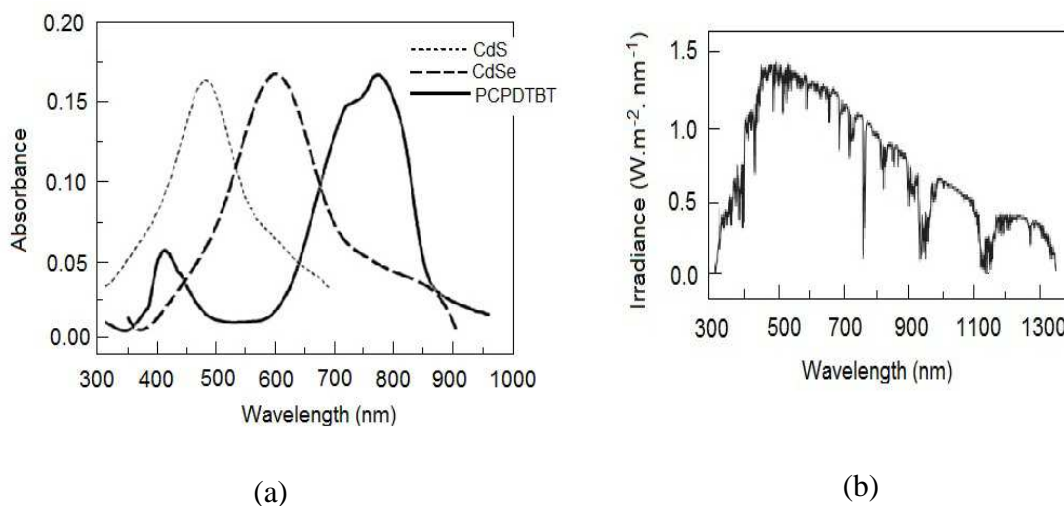 0.20
0.15
0.10
0.05
0.00
Absorbance
CdS
CdSe
PCPDTBT
300 400 500 600 700 800 900 1000
Wavelength (nm)
(a)
1.5
1.0
0.5
0.0
Irradiance (W.m⁻². nm⁻¹)
300 500 700 900 1100 1300
Wavelength (nm)
(b)